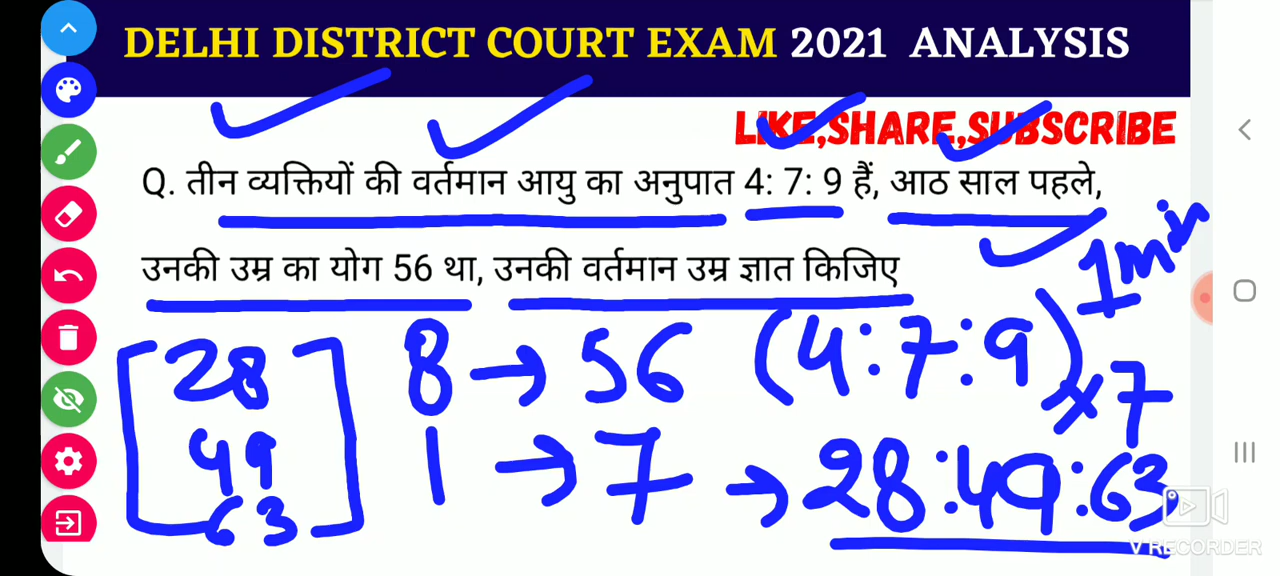 DELHI DISTRICT COURT EXAM 2021 ANALYSIS
LIKE,SHARE,SUBSCRIBE
Q. तीन व्यक्तियों की वर्तमान आयु का अनुपात 4: 7: 9 हैं, आठ साल पहले,
उनकी उम्र का योग 56 था, उनकी वर्तमान उम्र ज्ञात किजिए
1 min
28
49
63
8 → 56
1 → 7 → 28:49:63
(4:7:9)×7
V RECORDER